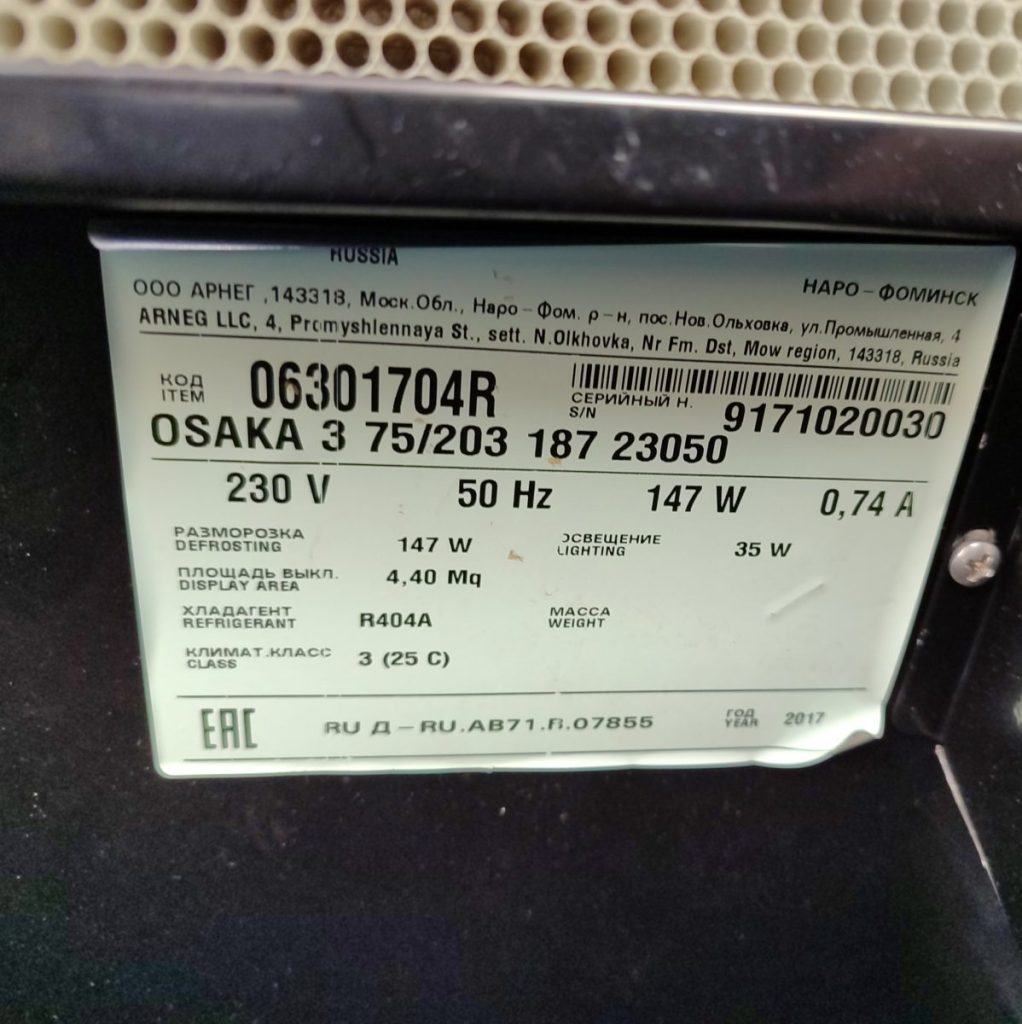 RUSSIA
НАРО-ФОМИНСК
ООО АРНЕГ ,143318, Моск.Обл., Наро-Фом. р-н, пос.Нов.Ольховка, ул.Промышленная, 4
ARNEG LLC, 4, Promyshlennaya St., sett. N.Olkhovka, Nr Fm. Dst, Mow region, 143318, Russia
КОД
ITEM
06301704R
СЕРИЙНЫЙ Н.
S/N
9171020030
OSAKA 3 75/203 187 23050
230 V 50 Hz 147 W 0,74 A
РАЗМОРОЗКА
DEFROSTING
147 W
ОСВЕЩЕНИЕ
LIGHTING
35 W
ПЛОЩАДЬ ВЫКЛ.
DISPLAY AREA
4,40 Mq
ХЛАДАГЕНТ
REFRIGERANT
R404A
МАССА
WEIGHT
КЛИМАТ.КЛАСС
CLASS
3 (25 C)
EAC
RU Д-RU.АВ71.В.07855
ГОД
YEAR
2017